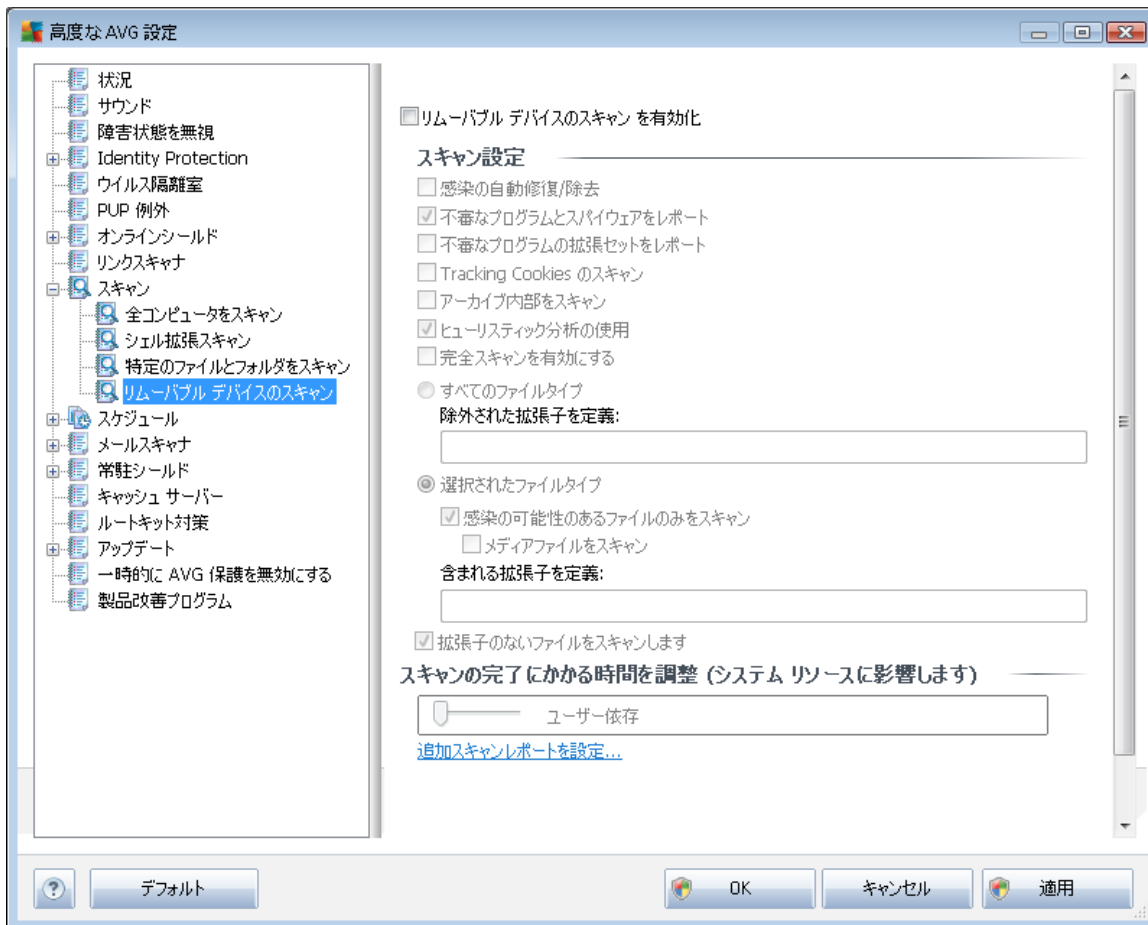 高度な AVG 設定
状況
サウンド
障害状態を無視
Identity Protection
ウイルス隔離室
PUP 例外
オンラインシールド
リンクスキャナ
スキャン
全コンピュータをスキャン
シェル拡張スキャン
特定のファイルとフォルダをスキャン
リムーバブル デバイスのスキャン
スケジュール
メールスキャナ
常駐シールド
キャッシュ サーバー
ルートキット対策
アップデート
一時的に AVG 保護を無効にする
製品改善プログラム
リムーバブル デバイスのスキャン を有効化
スキャン設定
感染の自動修復/除去
不審なプログラムとスパイウェアをレポート
不審なプログラムの拡張セットをレポート
Tracking Cookies のスキャン
アーカイブ内部をスキャン
ヒューリスティック分析の使用
完全スキャンを有効にする
すべてのファイルタイプ
除外された拡張子を定義:
選択されたファイルタイプ
感染の可能性のあるファイルのみをスキャン
メディアファイルをスキャン
含まれる拡張子を定義:
拡張子のないファイルをスキャンします
スキャンの完了にかかる時間を調整 (システム リソースに影響します)
ユーザー依存
追加スキャンレポートを設定...
?
デフォルト
OK
キャンセル
適用